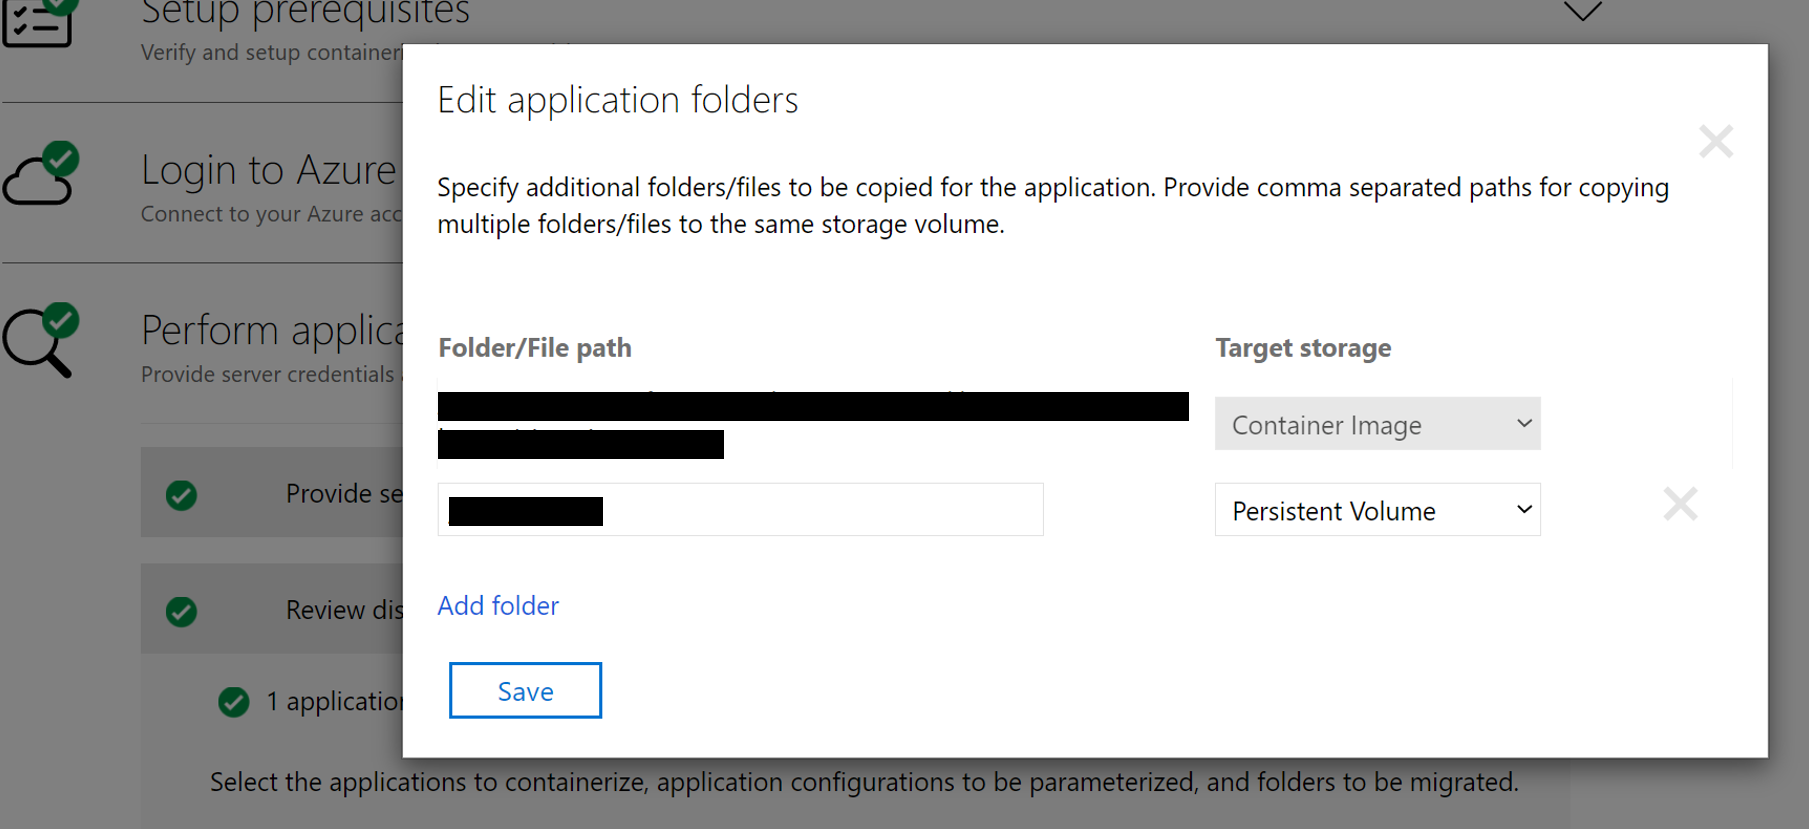 Setup prerequisites
Verify and setup container
Login to Azure
Connect to your Azure acc
Perform applica
Provide server credentials
Provide se
Review dis
1 application
Select the applications to containerize, application configurations to be parameterized, and folders to be migrated.
Edit application folders
Specify additional folders/files to be copied for the application. Provide comma separated paths for copying
multiple folders/files to the same storage volume.
Folder/File path
Target storage
Container Image
Persistent Volume
Add folder
Save